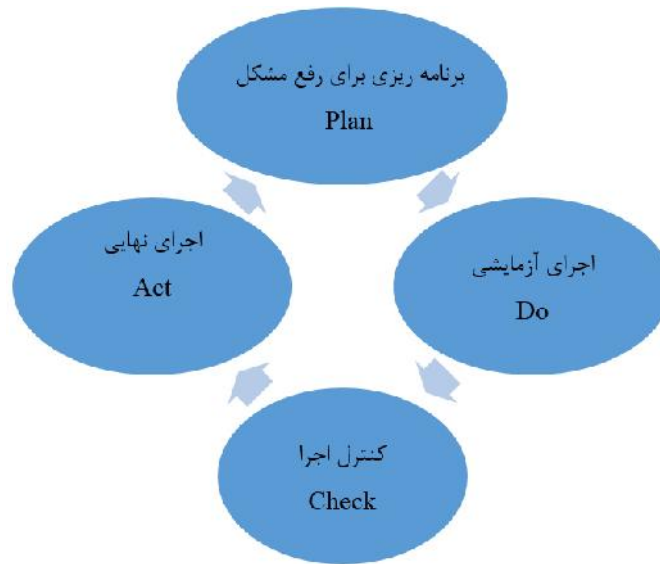 برنامه ریزی برای رفع مشکل
Plan
اجرای آزمایشی
Do
کنترل اجرا
Check
اجرای نهایی
Act